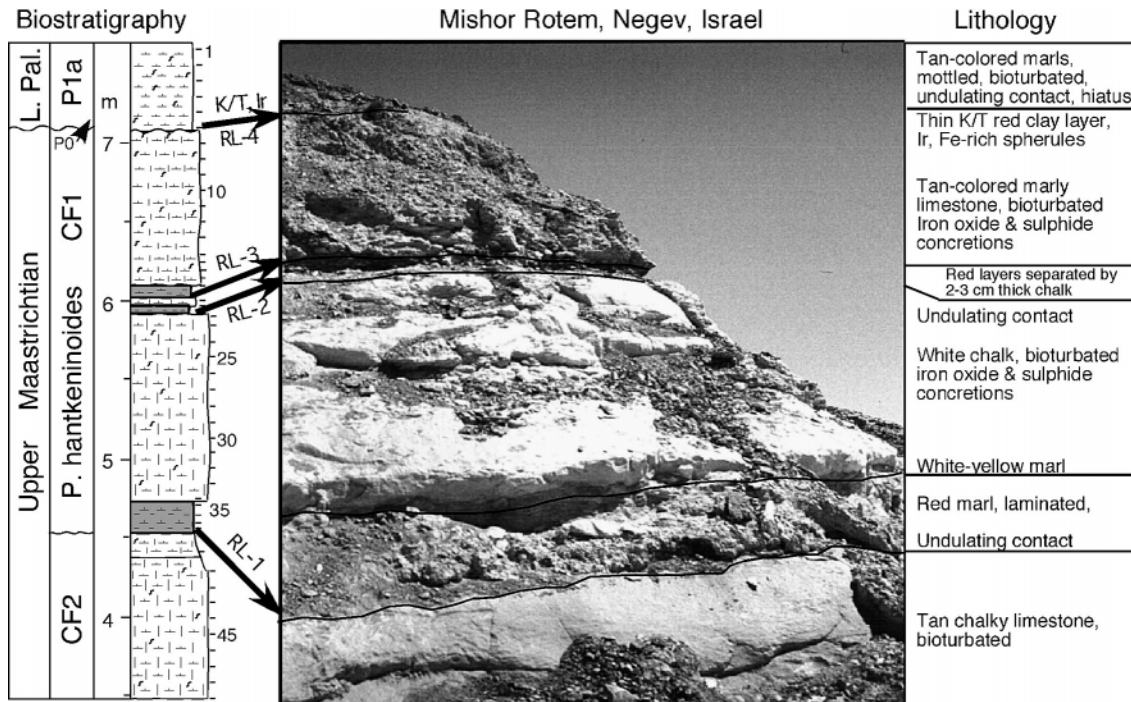 Biostratigraphy
Mishor Rotem, Negev, Israel
Lithology
L. Pal.
Upper Maastrichtian
P1a
P0
CF1
P. hantkeninoides
CF2
m
7
6
5
4
1
10
25
30
35
45
K/T, Ir
RL-4
RL-3
RL-2
RL-1
Tan-colored marls,
mottled, bioturbated,
undulating contact, hiatus
Thin K/T red clay layer,
Ir, Fe-rich spherules
Tan-colored marly
limestone, bioturbated
Iron oxide & sulphide
concretions
Red layers separated by
2-3 cm thick chalk
Undulating contact
White chalk, bioturbated
iron oxide & sulphide
concretions
White-yellow marl
Red marl, laminated,
Undulating contact
Tan chalky limestone,
bioturbated